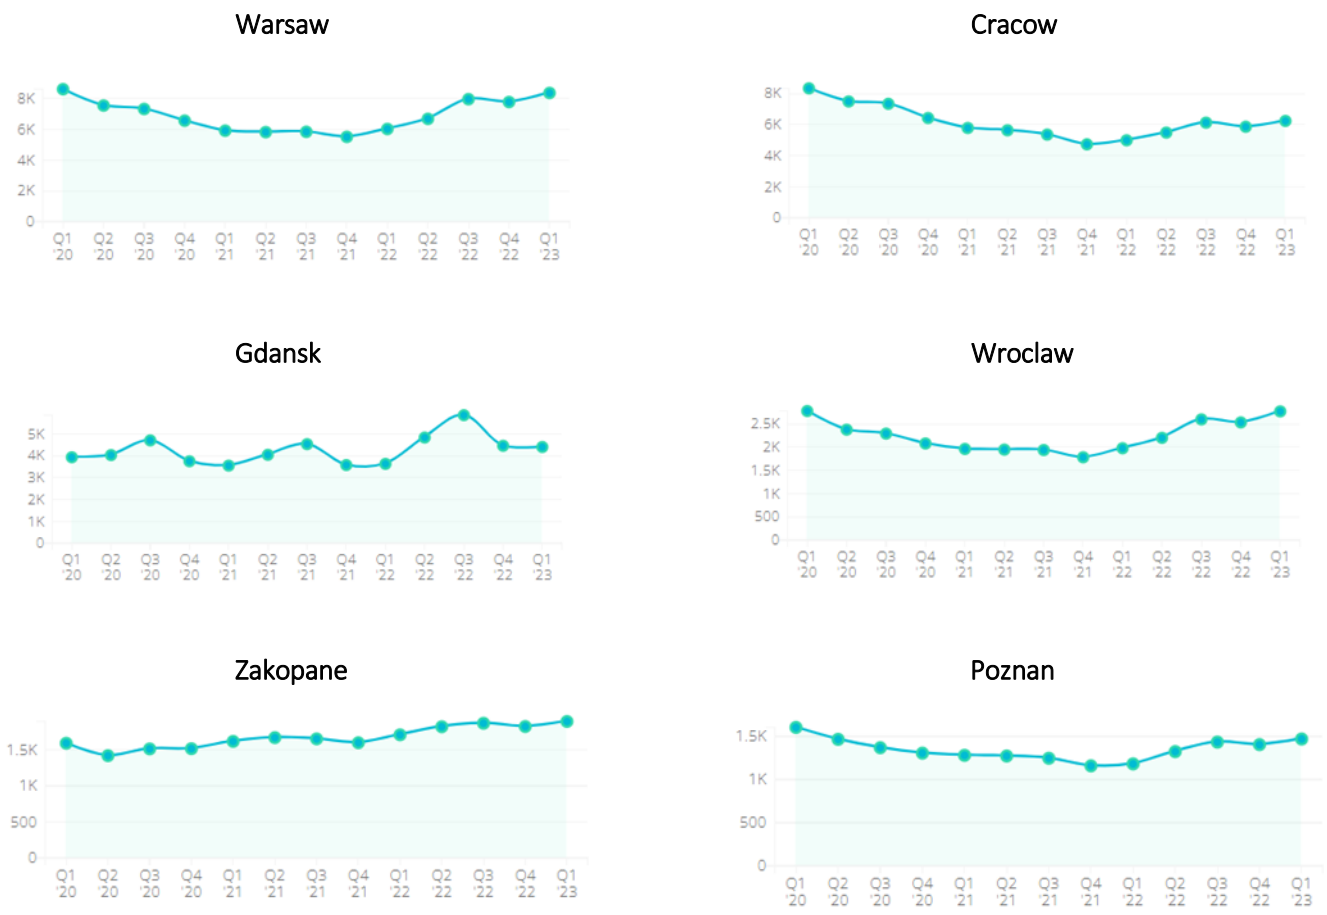 Warsaw
8K
6K
4K
2K
0
Q1 Q2 Q3 Q4 Q1 Q2 Q3 Q4 Q1 Q2 Q3 Q4 Q1
'20 '20 '20 '20 '21 '21 '21 '21 '22 '22 '22 '22 '23
Cracow
8K
6K
4K
2K
0
Q1 Q2 Q3 Q4 Q1 Q2 Q3 Q4 Q1 Q2 Q3 Q4 Q1
'20 '20 '20 '20 '21 '21 '21 '21 '22 '22 '22 '22 '23
Gdansk
5K
4K
3K
2K
1K
0
Q1 Q2 Q3 Q4 Q1 Q2 Q3 Q4 Q1 Q2 Q3 Q4 Q1
'20 '20 '20 '20 '21 '21 '21 '21 '22 '22 '22 '22 '23
Wroclaw
2.5K
2K
1.5K
1K
500
0
Q1 Q2 Q3 Q4 Q1 Q2 Q3 Q4 Q1 Q2 Q3 Q4 Q1
'20 '20 '20 '20 '21 '21 '21 '21 '22 '22 '22 '22 '23
Zakopane
1.5K
1K
500
0
Q1 Q2 Q3 Q4 Q1 Q2 Q3 Q4 Q1 Q2 Q3 Q4 Q1
'20 '20 '20 '20 '21 '21 '21 '21 '22 '22 '22 '22 '23
Poznan
1.5K
1K
500
0
Q1 Q2 Q3 Q4 Q1 Q2 Q3 Q4 Q1 Q2 Q3 Q4 Q1
'20 '20 '20 '20 '21 '21 '21 '21 '22 '22 '22 '22 '23